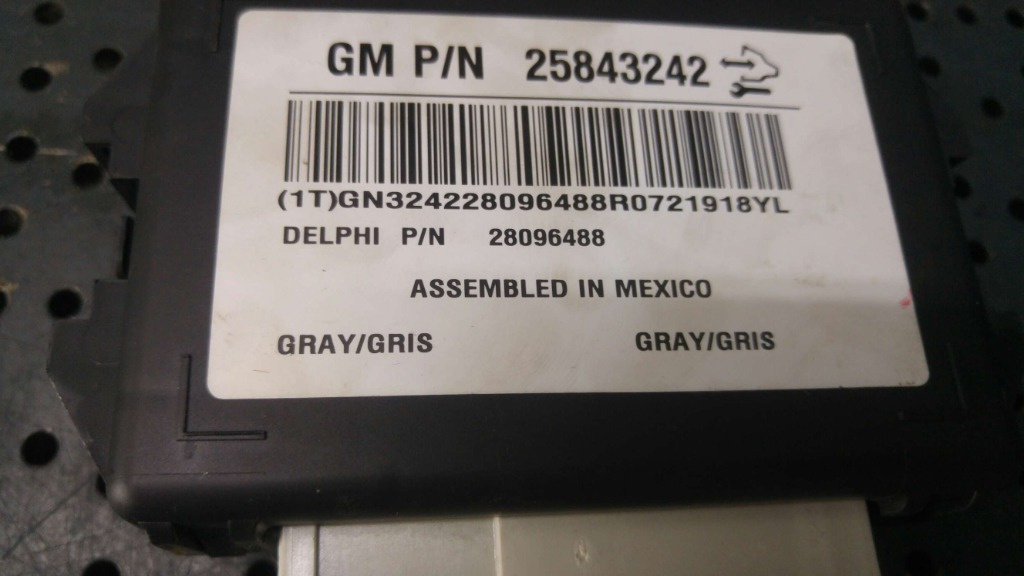 GM P/N 25843242
(1T)GN324228096488R0721918YL
DELPHI P/N 28096488
ASSEMBLED IN MEXICO
GRAY/GRIS GRAY/GRIS